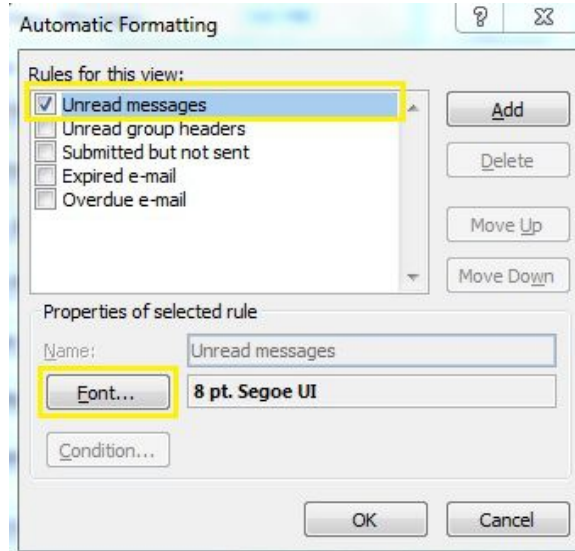 Automatic Formatting
Rules for this view:
Unread messages
Unread group headers
Submitted but not sent
Expired e-mail
Overdue e-mail
Add
Delete
Move Up
Move Down
Properties of selected rule
Name:
Unread messages
Font...
8 pt. Segoe UI
Condition...
OK
Cancel